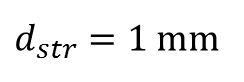 d_str = 1 mm